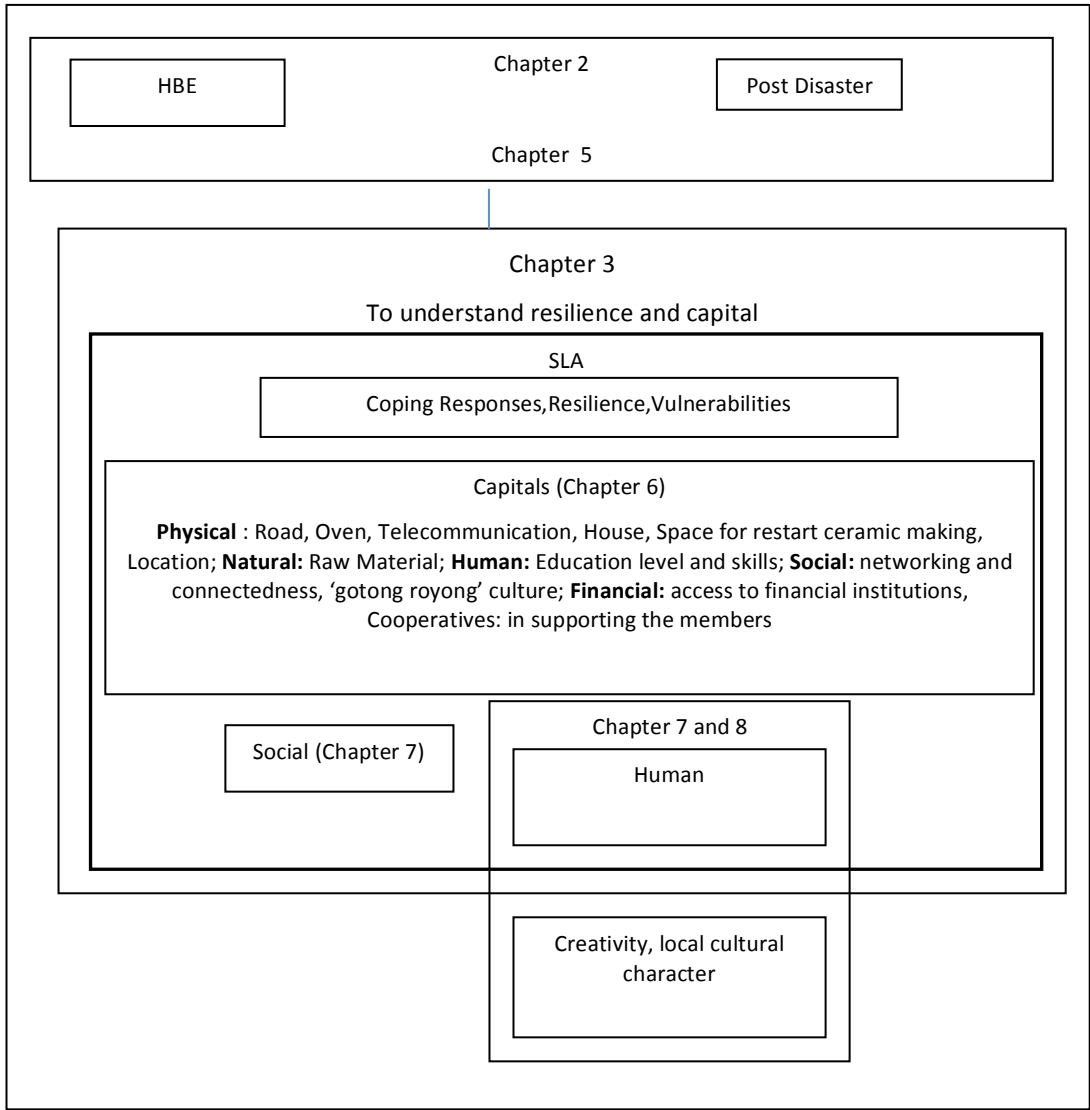 Chapter 2
HBE
Post Disaster
Chapter 5
Chapter 3
To understand resilience and capital
SLA
Coping Responses,Resilience,Vulnerabilities
Capitals (Chapter 6)
Physical : Road, Oven, Telecommunication, House, Space for restart ceramic making,
Location; Natural: Raw Material; Human: Education level and skills; Social: networking and
connectedness, ‘gotong royong’ culture; Financial: access to financial institutions,
Cooperatives: in supporting the members
Social (Chapter 7)
Chapter 7 and 8
Human
Creativity, local cultural
character